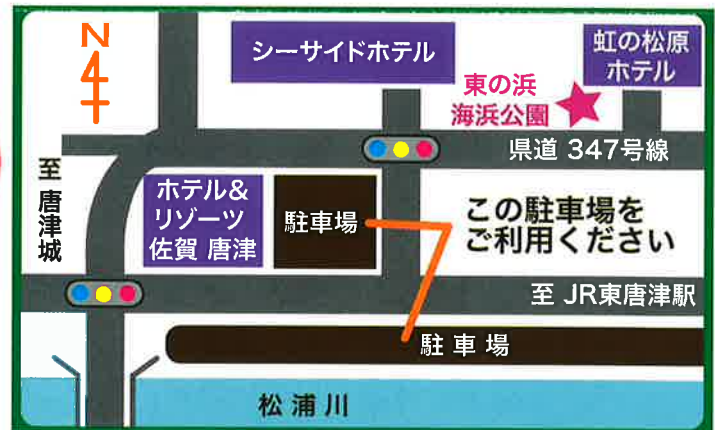 N
シーサイドホテル
虹の松原
ホテル
東の浜
海浜公園
県道 347号線
至 唐津城
ホテル&
リゾーツ
佐賀 唐津
駐車場
この駐車場を
ご利用ください
至 JR東唐津駅
駐車場
松浦川